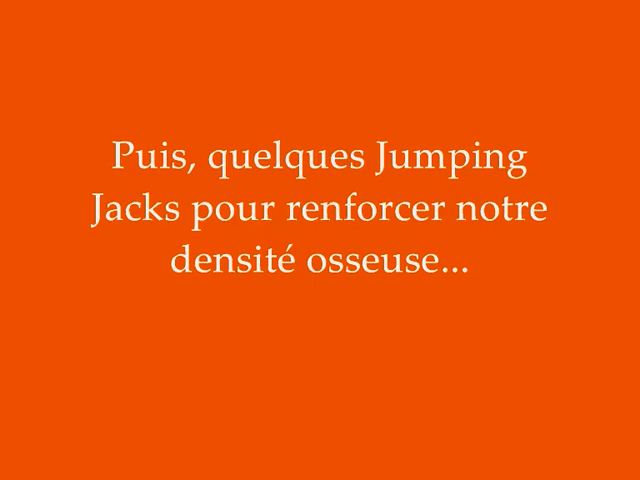 Puis, quelques Jumping
Jacks pour renforcer notre
densité osseuse...